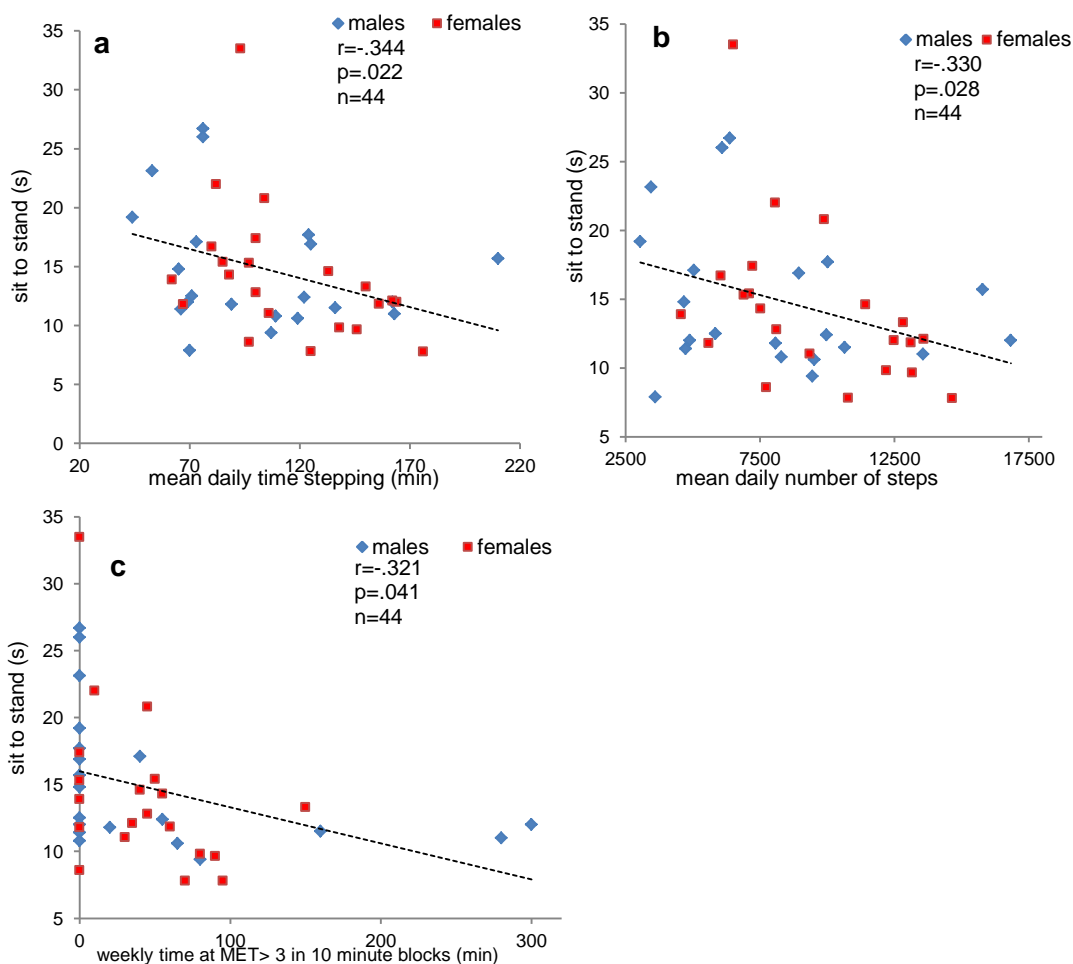 a
males females
r=-.344
p=.022
n=44
35
30
25
20
15
10
5
0
sit to stand (s)
20 70 120 170 220
mean daily time stepping (min)
b
males females
r=-.330
p=.028
n=44
35
30
25
20
15
10
5
sit to stand (s)
2500 7500 12500 17500
mean daily number of steps
c
males females
r=-.321
p=.041
n=44
35
30
25
20
15
10
5
sit to stand (s)
0 100 200 300
weekly time at MET> 3 in 10 minute blocks (min)